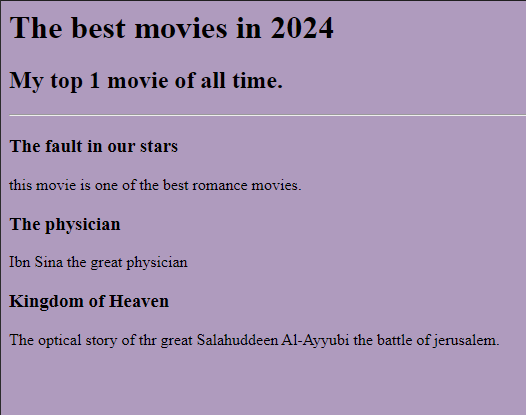 The best movies in 2024
My top 1 movie of all time.
The fault in our stars
this movie is one of the best romance movies.
The physician
Ibn Sina the great physician
Kingdom of Heaven
The optical story of thr great Salahuddeen Al-Ayyubi the battle of jerusalem.